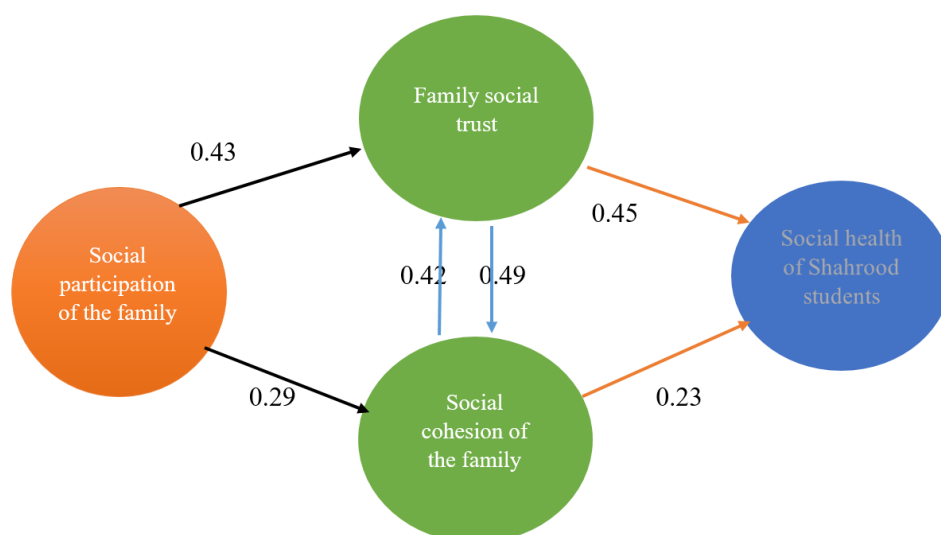 Family social
trust
0.43
0.45
Social
participation
of the family
0.42
0.49
Social health
of Shahrood
students
0.29
0.23
Social
cohesion of
the family